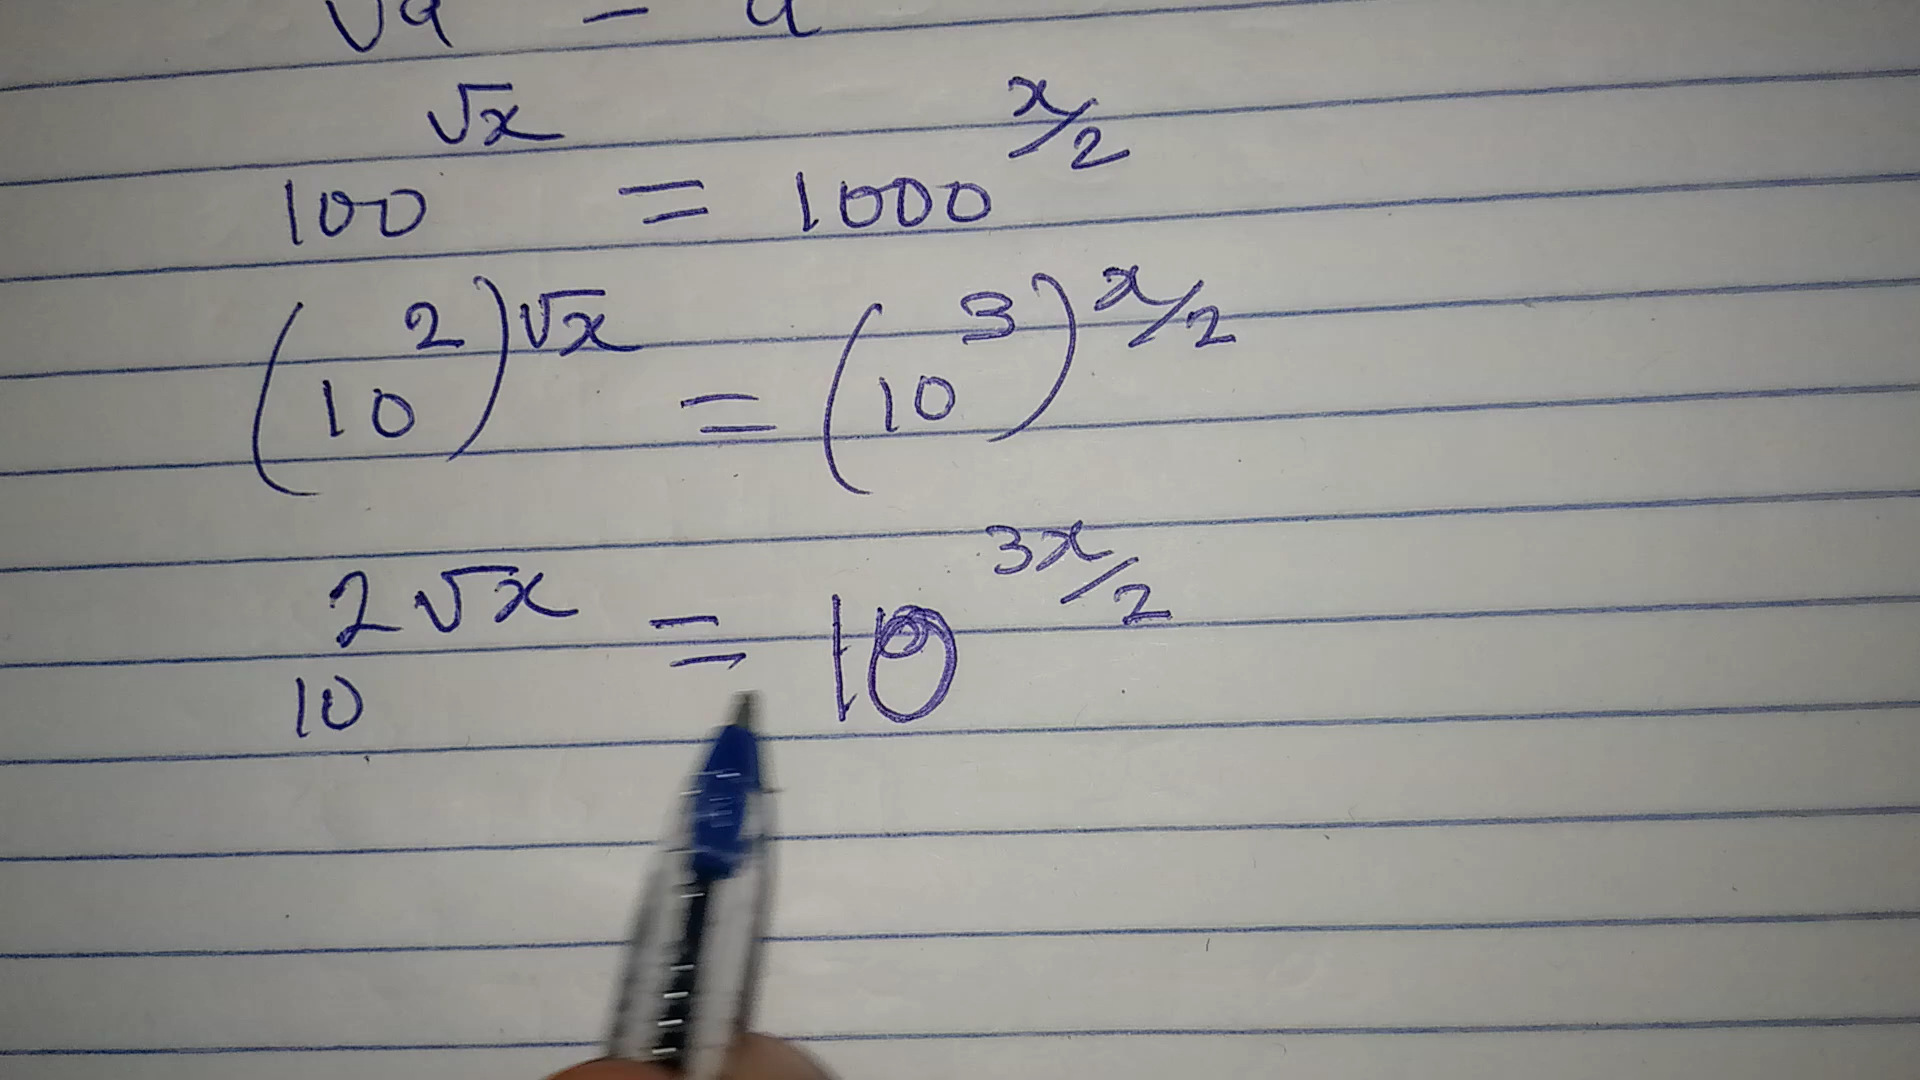 100^√x = 1000^x/2
(10^2)^√x = (10^3)^x/2
10^2√x = 10^3x/2